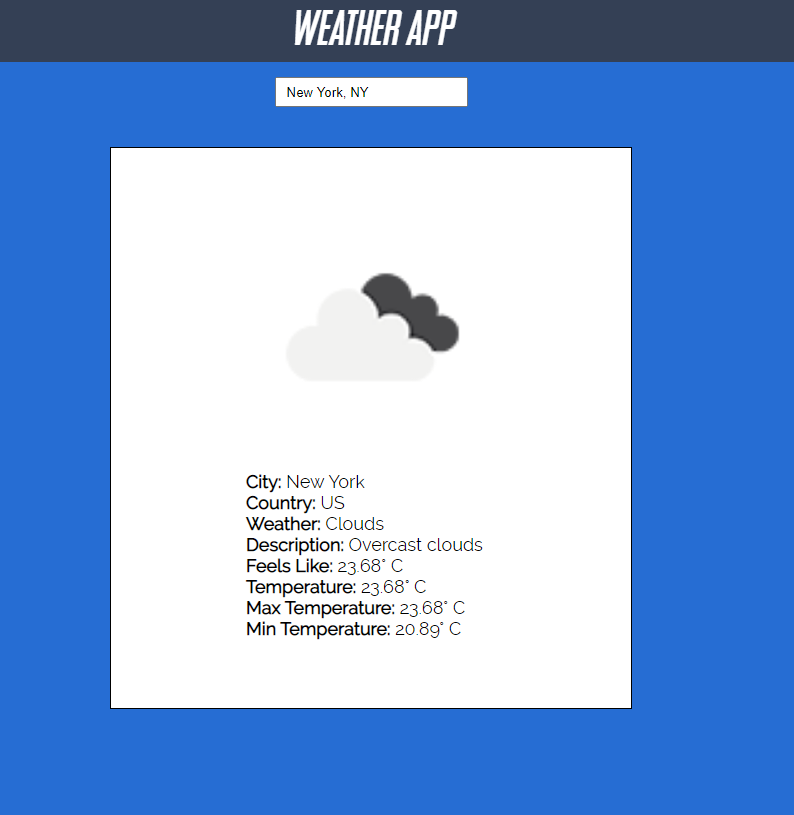 WEATHER APP
New York, NY
City: New York
Country: US
Weather: Clouds
Description: Overcast clouds
Feels Like: 23.68° C
Temperature: 23.68° C
Max Temperature: 23.68° C
Min Temperature: 20.89° C